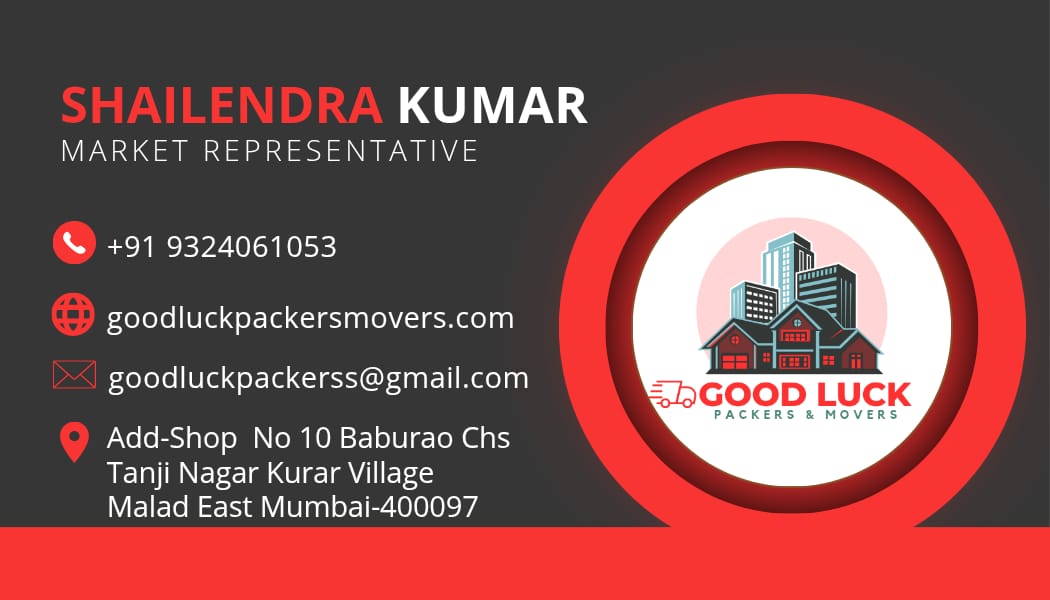 SHAILENDRA KUMAR
MARKET REPRESENTATIVE
+91 9324061053
goodluckpackersmovers.com
goodluckpackerss@gmail.com
Add-Shop  No 10 Baburao Chs
Tanji Nagar Kurar Village
Malad East Mumbai-400097
GOOD LUCK
PACKERS & MOVERS